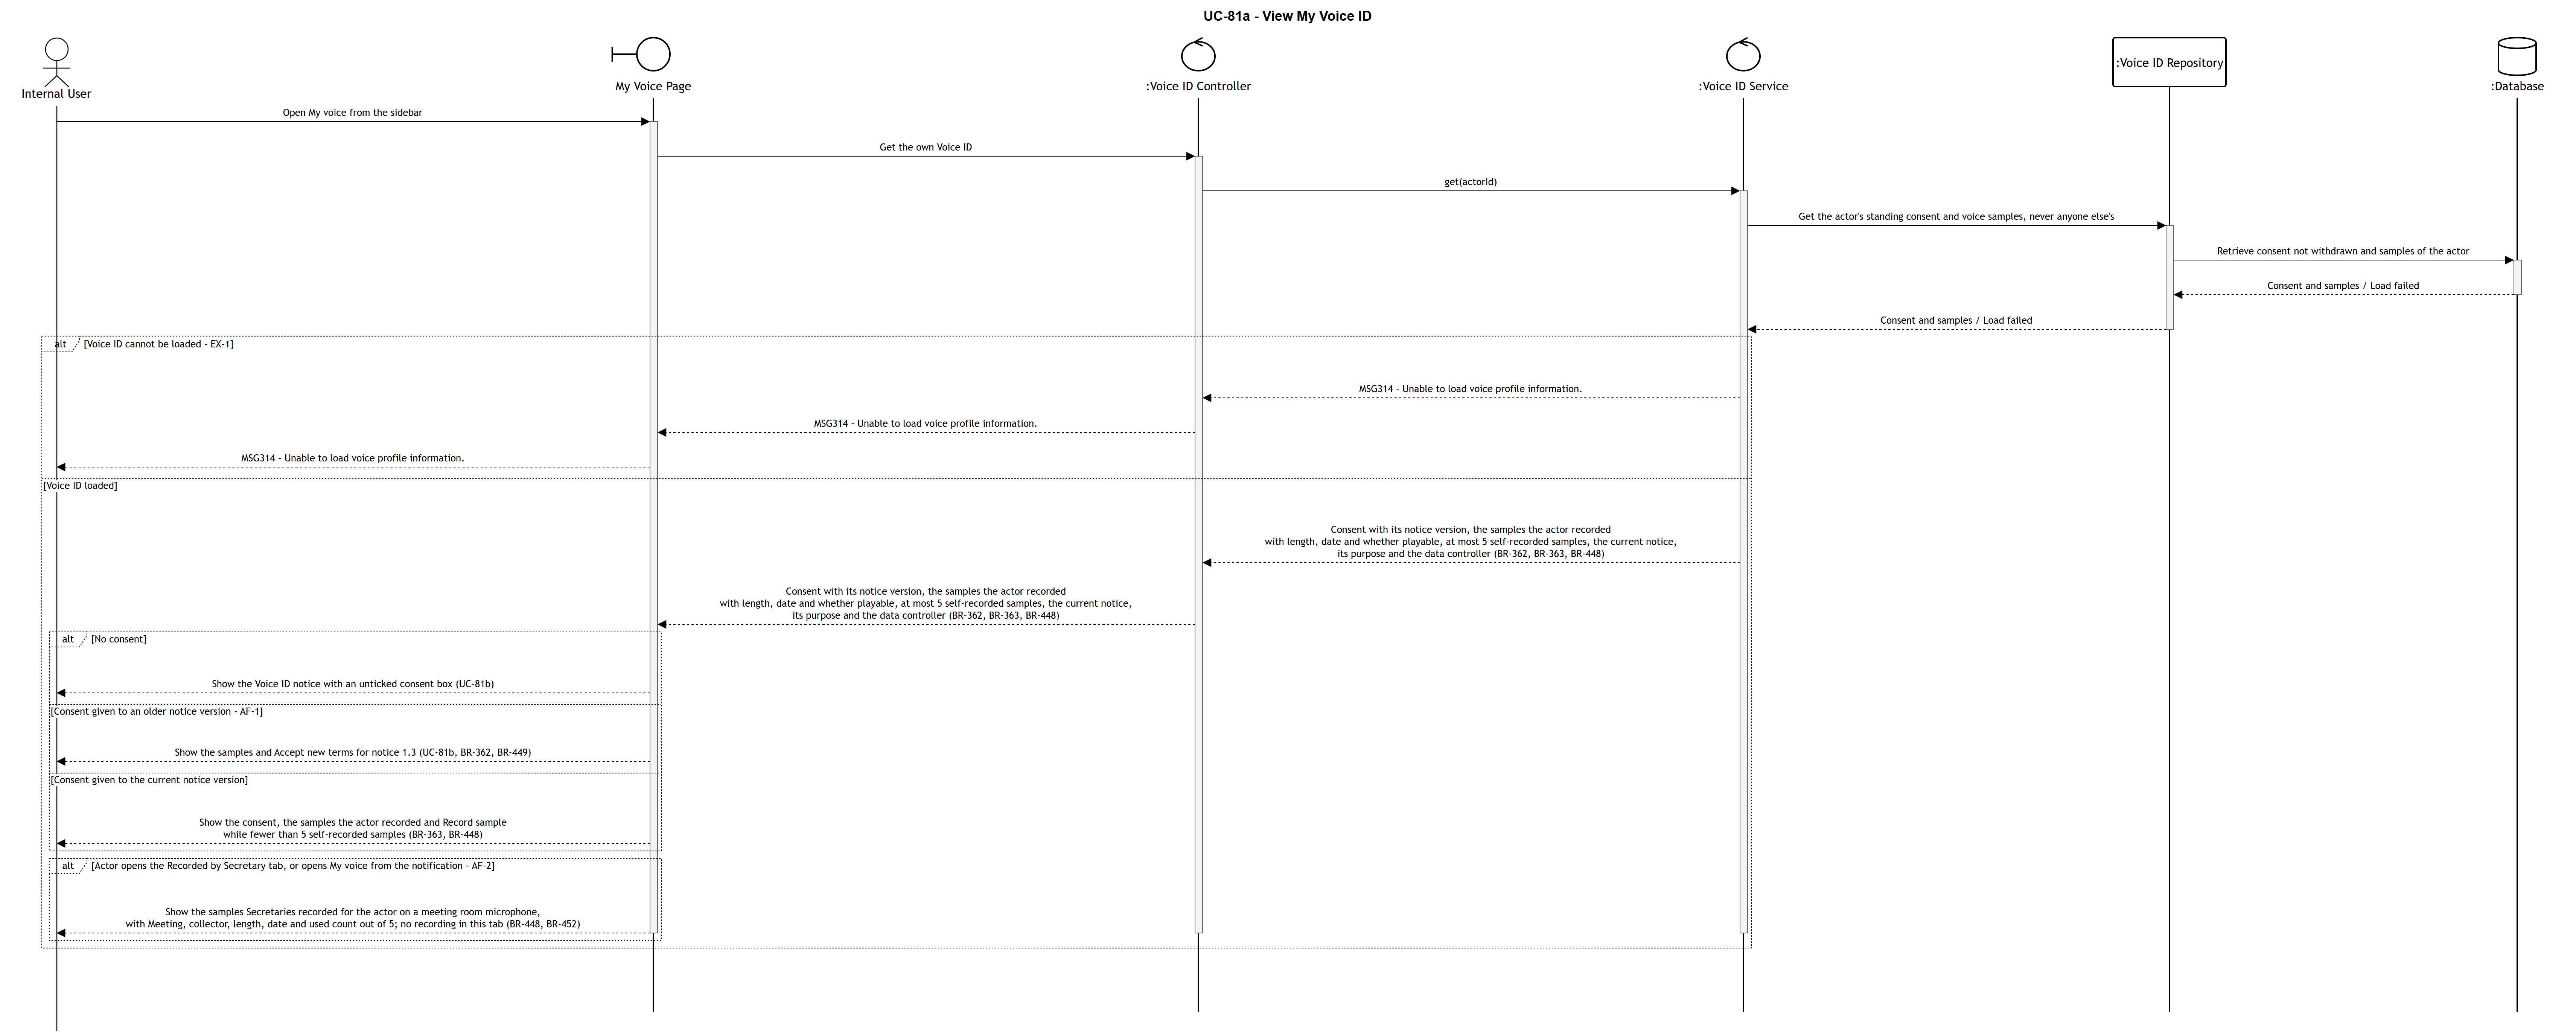 UC-81a - View My Voice ID
Internal User
My Voice Page
:Voice ID Controller
:Voice ID Service
:Voice ID Repository
:Database
Open My voice from the sidebar
Get the own Voice ID
get(actorId)
Get the actor's standing consent and voice samples, never anyone else's
Retrieve consent not withdrawn and samples of the actor
Consent and samples / Load failed
Consent and samples / Load failed
alt [Voice ID cannot be loaded - EX-1]
MSG314 - Unable to load voice profile information.
MSG314 - Unable to load voice profile information.
MSG314 - Unable to load voice profile information.
[Voice ID loaded]
Consent with its notice version, the samples the actor recorded
with length, date and whether playable, at most 5 self-recorded samples, the current notice,
its purpose and the data controller (BR-362, BR-363, BR-448)
Consent with its notice version, the samples the actor recorded
with length, date and whether playable, at most 5 self-recorded samples, the current notice,
its purpose and the data controller (BR-362, BR-363, BR-448)
alt [No consent]
Show the Voice ID notice with an unticked consent box (UC-81b)
[Consent given to an older notice version - AF-1]
Show the samples and Accept new terms for notice 1.3 (UC-81b, BR-362, BR-449)
[Consent given to the current notice version]
Show the consent, the samples the actor recorded and Record sample
while fewer than 5 self-recorded samples (BR-363, BR-448)
alt [Actor opens the Recorded by Secretary tab, or opens My voice from the notification - AF-2]
Show the samples Secretaries recorded for the actor on a meeting room microphone,
with Meeting, collector, length, date and used count out of 5; no recording in this tab (BR-448, BR-452)